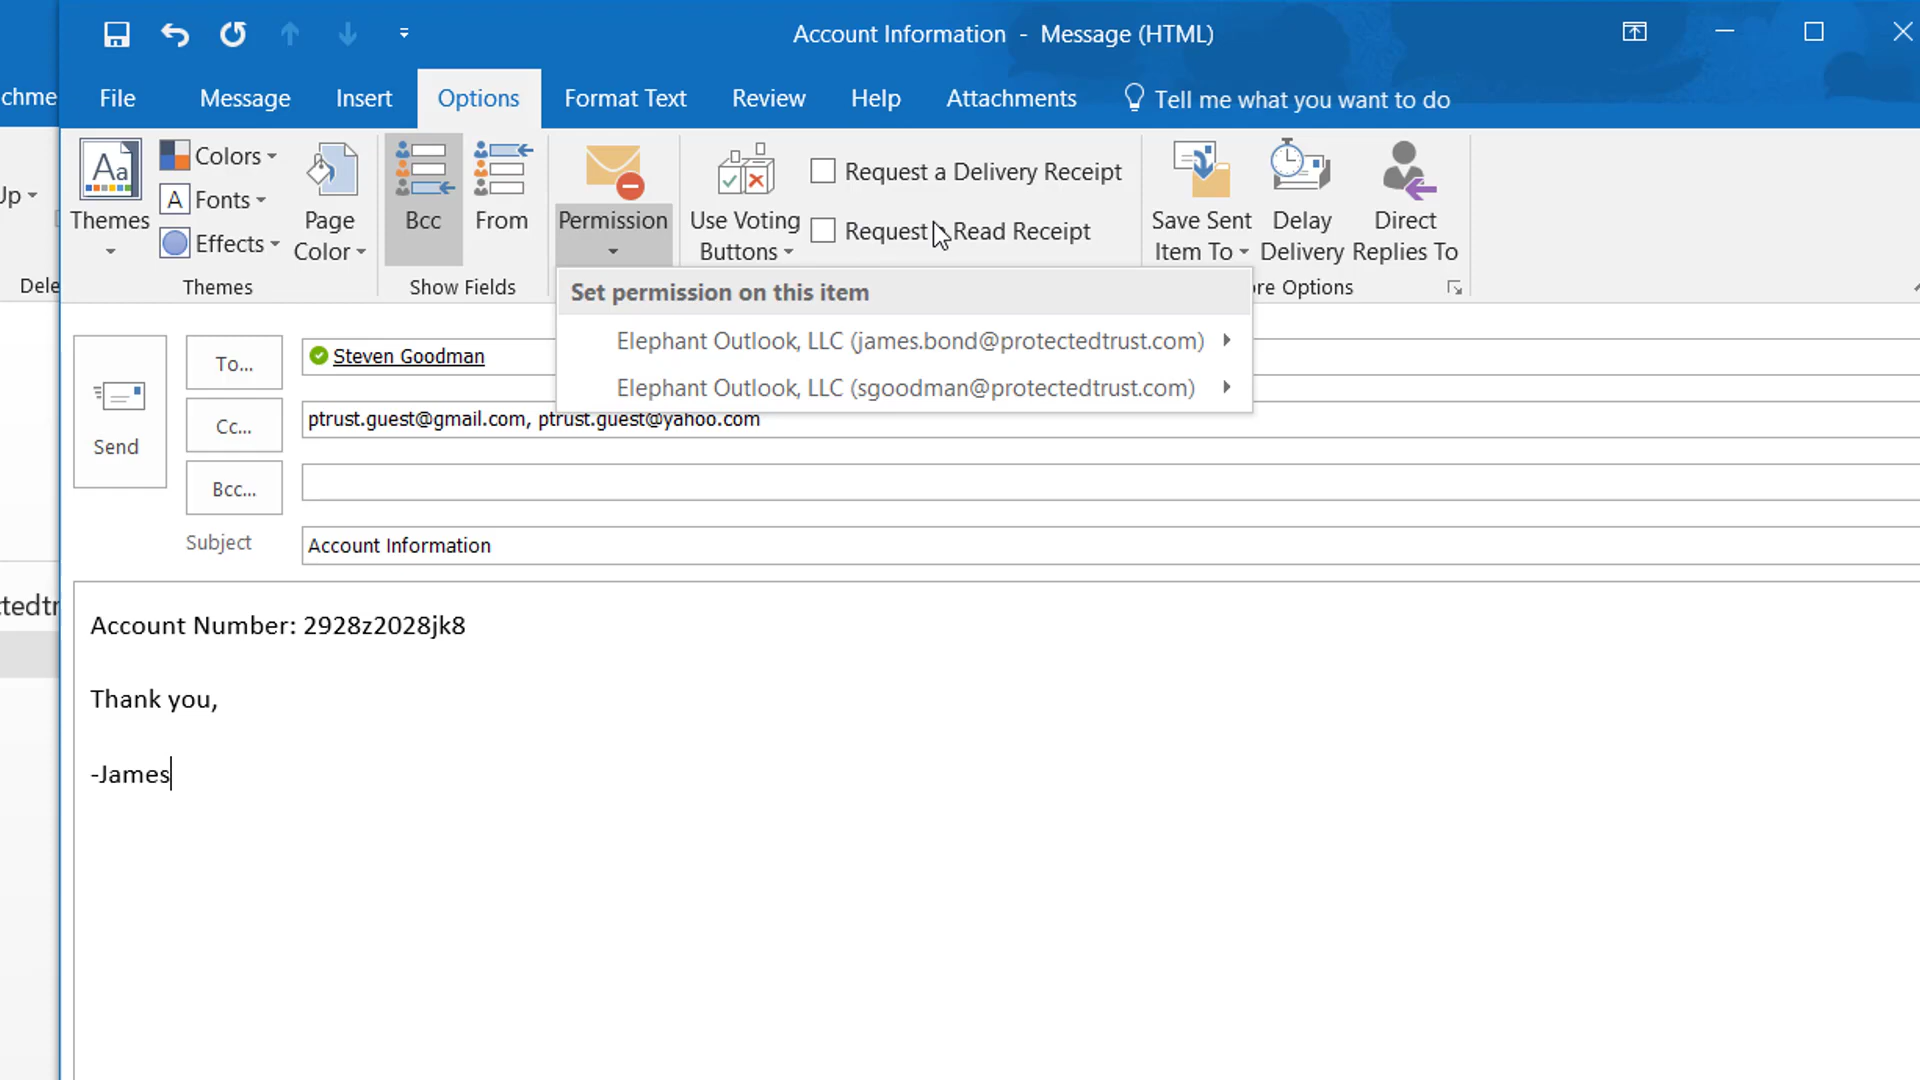 Account Information - Message (HTML)
chme
File Message Insert Options Format Text Review Help Attachments Tell me what you want to do
Up
Themes
Colors
Fonts
Effects
Page
Color
Bcc
From
Permission
Use Voting
Buttons
Request a Delivery Receipt
Request Read Receipt
Save Sent
Item To
Delay
Delivery
Direct
Replies To
Dele
Themes
Show Fields
re Options
Set permission on this item
Elephant Outlook, LLC (james.bond@protectedtrust.com)
Elephant Outlook, LLC (sgoodman@protectedtrust.com)
Send
To...
Steven Goodman
Cc...
ptrust.guest@gmail.com, ptrust.guest@yahoo.com
Bcc...
Subject
Account Information
ctedtr
Account Number: 2928z2028jk8
Thank you,
-James